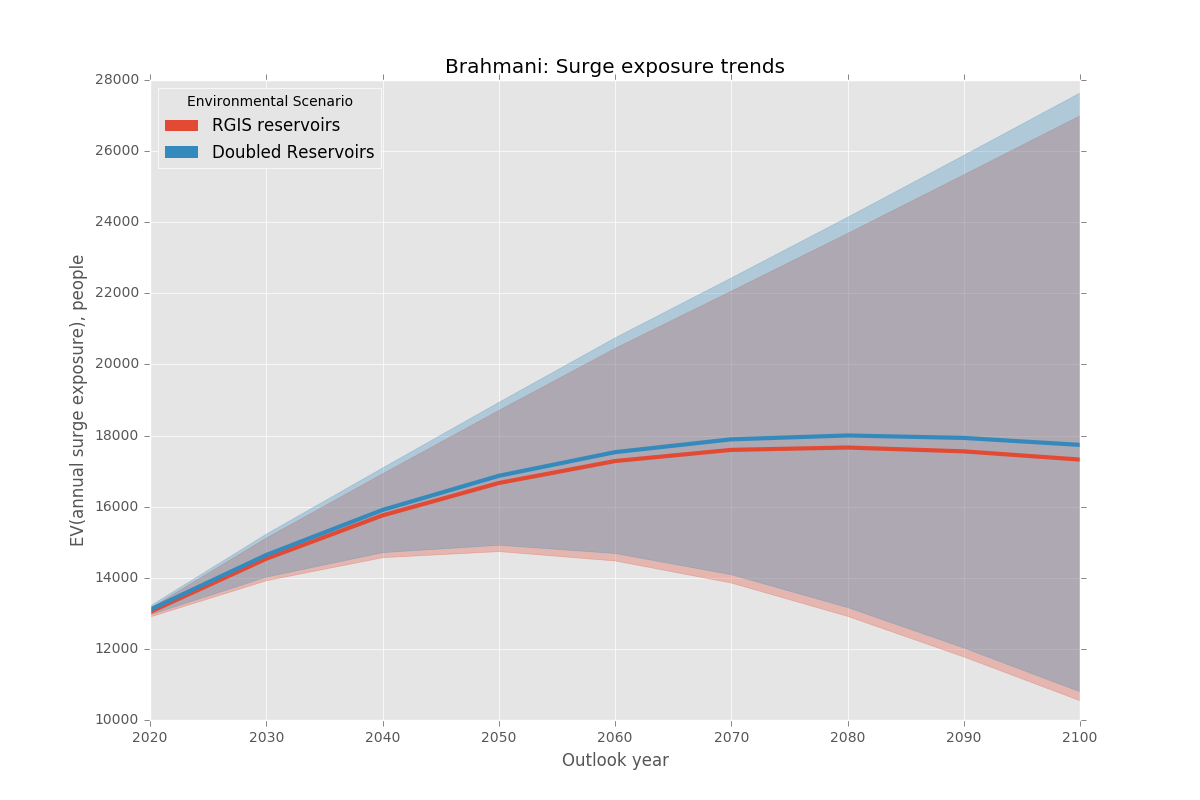 Brahmani: Surge exposure trends
Environmental Scenario
RGIS reservoirs
Doubled Reservoirs
EV(annual surge exposure), people
28000
26000
24000
22000
20000
18000
16000
14000
12000
10000
2020 2030 2040 2050 2060 2070 2080 2090 2100
Outlook year